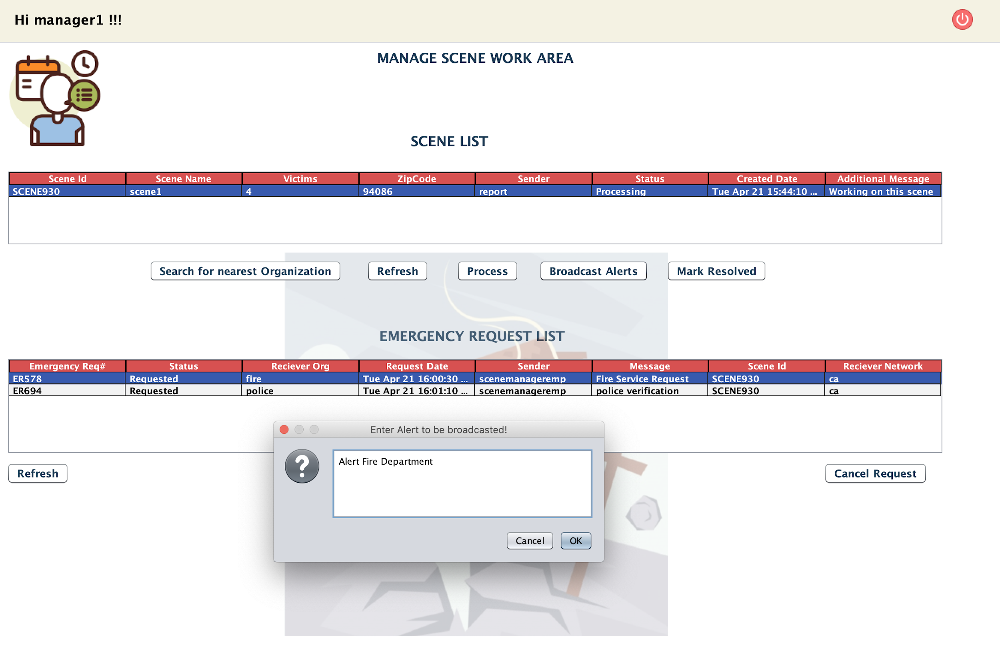 Hi manager1 !!!
MANAGE SCENE WORK AREA
SCENE LIST
Scene Id Scene Name Victims ZipCode Sender Status Created Date Additional Message
SCENE930 scene1 4 94086 report Processing Tue Apr 21 15:44:10 ... Working on this scene
Search for nearest Organization Refresh Process Broadcast Alerts Mark Resolved
EMERGENCY REQUEST LIST
Emergency Req# Status Reciever Org Request Date Sender Message Scene Id Reciever Network
ER578 Requested fire Tue Apr 21 16:00:30 ... scenemanageremp Fire Service Request SCENE930 ca
ER694 Requested police Tue Apr 21 16:01:10 ... scenemanageremp police verification SCENE930 ca
Enter Alert to be broadcasted!
Alert Fire Department
Refresh Cancel Request
Cancel OK